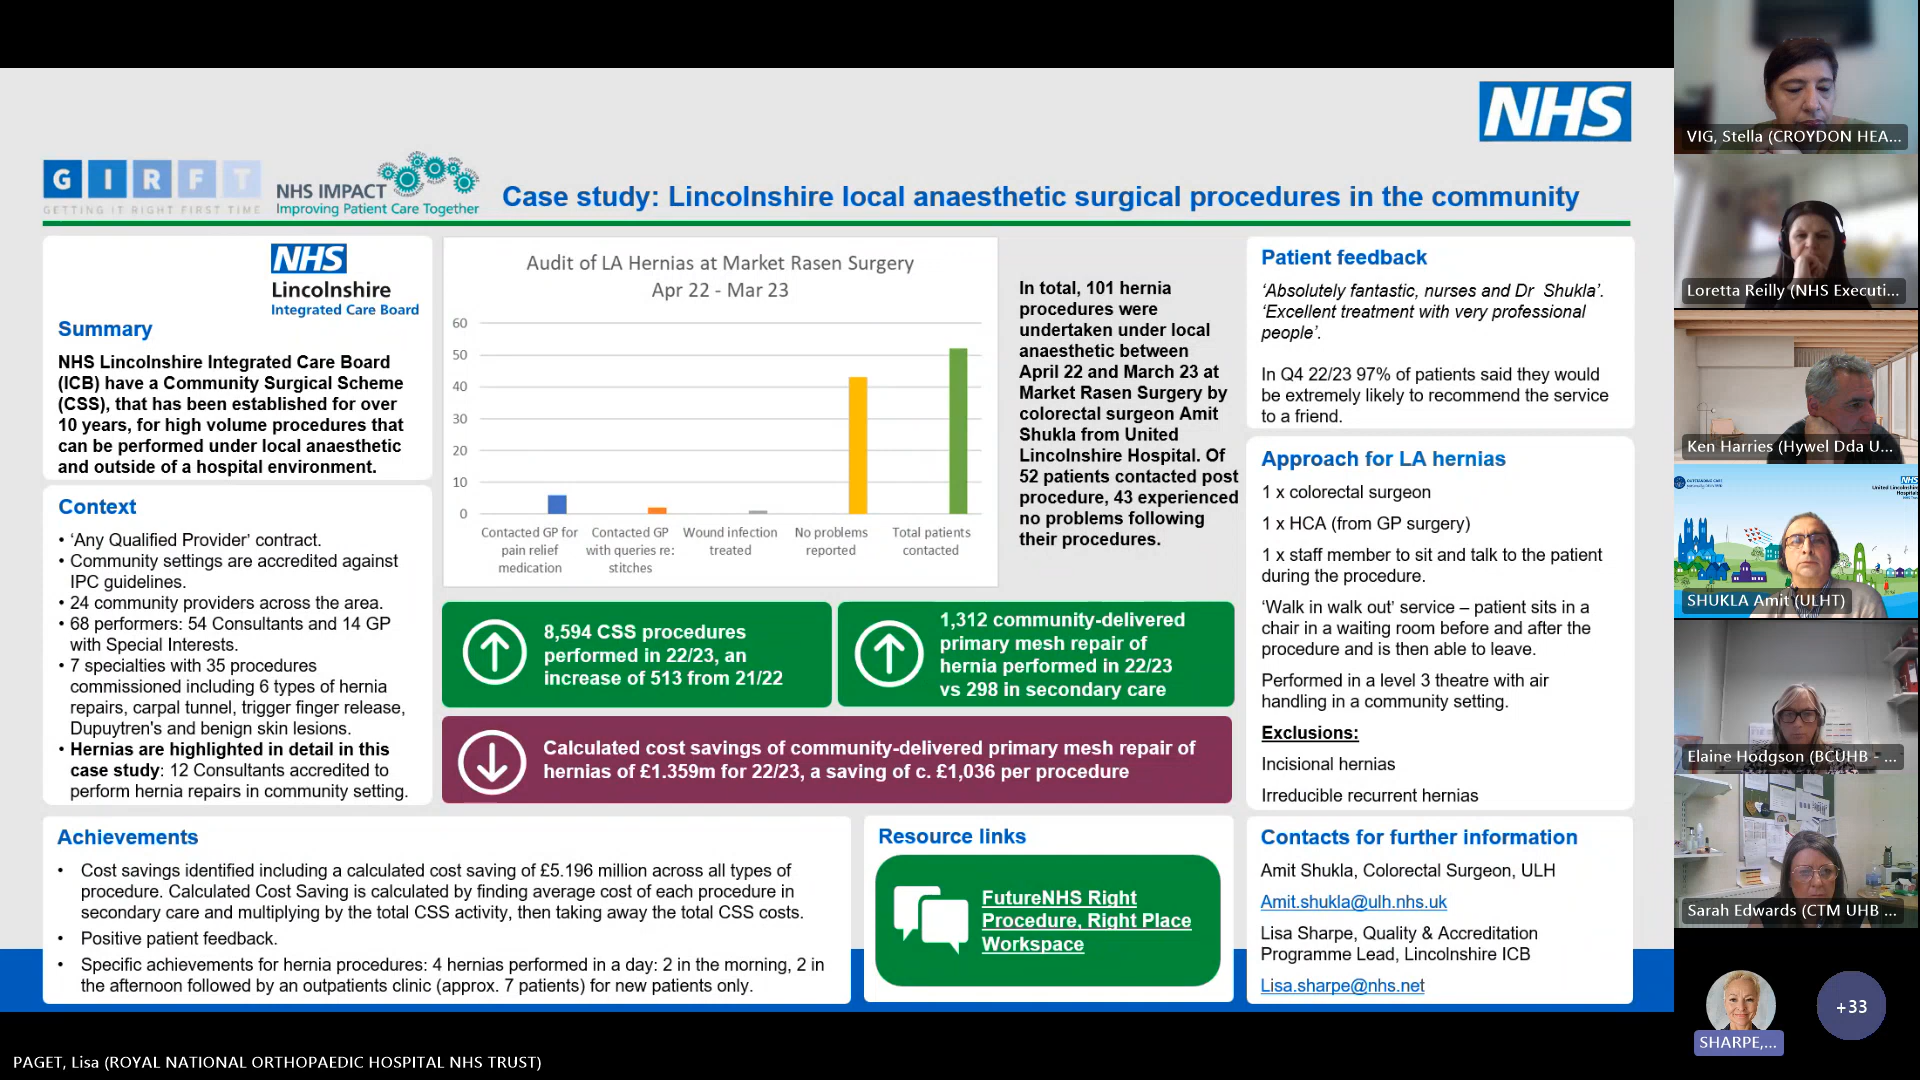 NHS
GIRFT
GETTING IT RIGHT FIRST TIME
NHS IMPACT
Improving Patient Care Together
Case study: Lincolnshire local anaesthetic surgical procedures in the community
NHS
Lincolnshire
Integrated Care Board
Summary
NHS Lincolnshire Integrated Care Board
(ICB) have a Community Surgical Scheme
(CSS), that has been established for over
10 years, for high volume procedures that
can be performed under local anaesthetic
and outside of a hospital environment.
Context
• ‘Any Qualified Provider’ contract.
• Community settings are accredited against
IPC guidelines.
• 24 community providers across the area.
• 68 performers: 54 Consultants and 14 GP
with Special Interests.
• 7 specialties with 35 procedures
commissioned including 6 types of hernia
repairs, carpal tunnel, trigger finger release,
Dupuytren's and benign skin lesions.
• Hernias are highlighted in detail in this
case study: 12 Consultants accredited to
perform hernia repairs in community setting.
Audit of LA Hernias at Market Rasen Surgery
Apr 22 - Mar 23
60
50
40
30
20
10
0
Contacted GP for
pain relief
medication
Contacted GP
with queries re:
stitches
Wound infection
treated
No problems
reported
Total patients
contacted
In total, 101 hernia
procedures were
undertaken under local
anaesthetic between
April 22 and March 23 at
Market Rasen Surgery by
colorectal surgeon Amit
Shukla from United
Lincolnshire Hospital. Of
52 patients contacted post
procedure, 43 experienced
no problems following
their procedures.
8,594 CSS procedures
performed in 22/23, an
increase of 513 from 21/22
1,312 community-delivered
primary mesh repair of
hernia performed in 22/23
vs 298 in secondary care
Calculated cost savings of community-delivered primary mesh repair of
hernias of £1.359m for 22/23, a saving of c. £1,036 per procedure
Patient feedback
‘Absolutely fantastic, nurses and Dr Shukla’.
‘Excellent treatment with very professional
people’.
In Q4 22/23 97% of patients said they would
be extremely likely to recommend the service
to a friend.
Approach for LA hernias
1 x colorectal surgeon
1 x HCA (from GP surgery)
1 x staff member to sit and talk to the patient
during the procedure.
‘Walk in walk out’ service – patient sits in a
chair in a waiting room before and after the
procedure and is then able to leave.
Performed in a level 3 theatre with air
handling in a community setting.
Exclusions:
Incisional hernias
Irreducible recurrent hernias
Achievements
• Cost savings identified including a calculated cost saving of £5.196 million across all types of
procedure. Calculated Cost Saving is calculated by finding average cost of each procedure in
secondary care and multiplying by the total CSS activity, then taking away the total CSS costs.
• Positive patient feedback.
• Specific achievements for hernia procedures: 4 hernias performed in a day: 2 in the morning, 2 in
the afternoon followed by an outpatients clinic (approx. 7 patients) for new patients only.
Resource links
FutureNHS Right
Procedure, Right Place
Workspace
Contacts for further information
Amit Shukla, Colorectal Surgeon, ULH
Amit.shukla@ulh.nhs.uk
Lisa Sharpe, Quality & Accreditation
Programme Lead, Lincolnshire ICB
Lisa.sharpe@nhs.net
VIG, Stella (CROYDON HEA...
Loretta Reilly (NHS Executi...
Ken Harries (Hywel Dda U...
NHS
United Lincolnshire
Hospitals
SHUKLA Amit (ULHT)
Elaine Hodgson (BCUHB - ...
Sarah Edwards (CTM UHB ...
SHARPE,...
+33
PAGET, Lisa (ROYAL NATIONAL ORTHOPAEDIC HOSPITAL NHS TRUST)